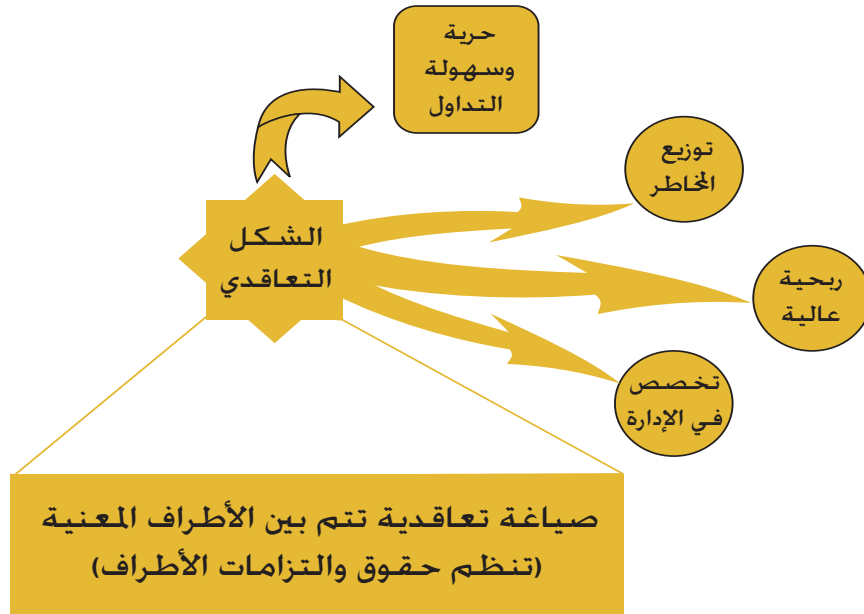 حرية
وسهولة
التداول
توزيع
المخاطر
الشكل
التعاقدي
ربحية
عالية
تخصص
في الإدارة
صياغة تعاقدية تتم بين الأطراف المعنية
(تنظم حقوق والتزامات الأطراف)